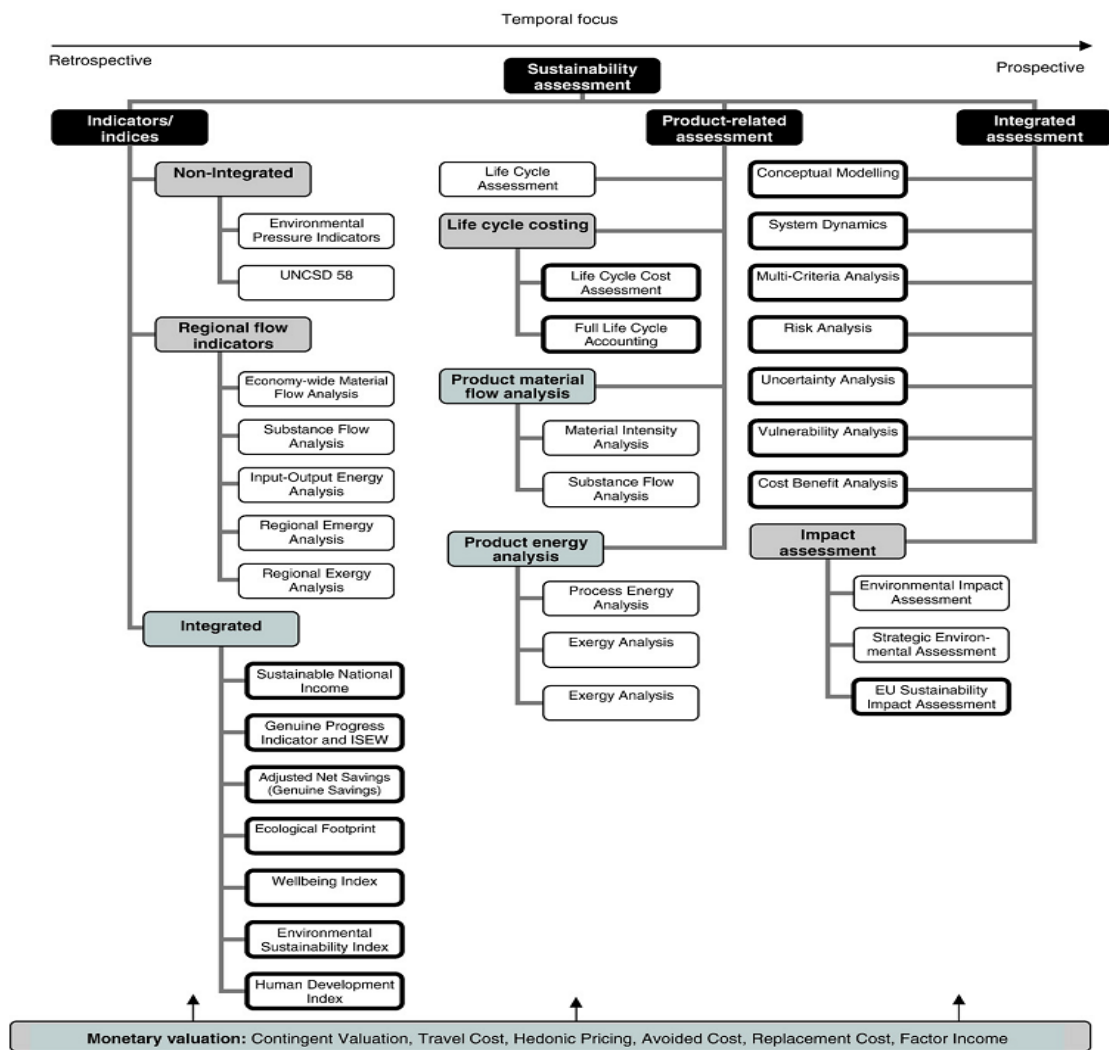 Temporal focus
Retrospective
Prospective
Sustainability
assessment
Indicators/
indices
Product-related
assessment
Integrated
assessment
Non-Integrated
Environmental
Pressure Indicators
UNCSD 58
Regional flow
indicators
Economy-wide Material
Flow Analysis
Substance Flow
Analysis
Input-Output Energy
Analysis
Regional Emergy
Analysis
Regional Exergy
Analysis
Integrated
Sustainable National
Income
Genuine Progress
Indicator and ISEW
Adjusted Net Savings
(Genuine Savings)
Ecological Footprint
Wellbeing Index
Environmental
Sustainability Index
Human Development
Index
Life Cycle
Assessment
Life cycle costing
Life Cycle Cost
Assessment
Full Life Cycle
Accounting
Product material
flow analysis
Material Intensity
Analysis
Substance Flow
Analysis
Product energy
analysis
Process Energy
Analysis
Exergy Analysis
Exergy Analysis
Conceptual Modelling
System Dynamics
Multi-Criteria Analysis
Risk Analysis
Uncertainty Analysis
Vulnerability Analysis
Cost Benefit Analysis
Impact
assessment
Environmental Impact
Assessment
Strategic Environ-
mental Assessment
EU Sustainability
Impact Assessment
Monetary valuation: Contingent Valuation, Travel Cost, Hedonic Pricing, Avoided Cost, Replacement Cost, Factor Income